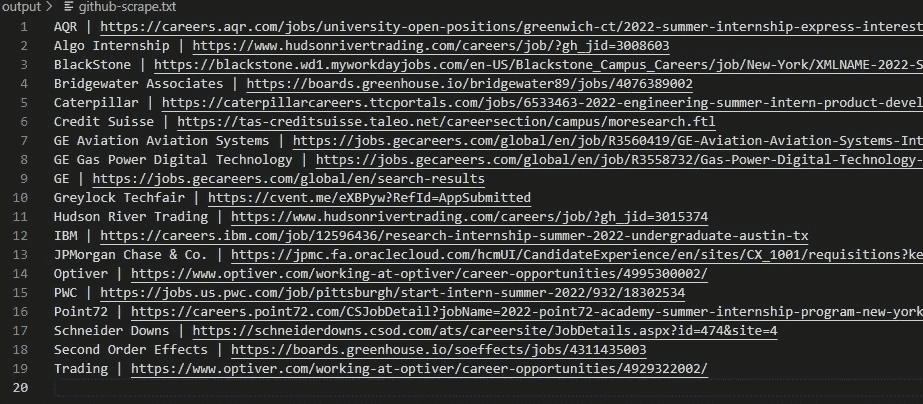 output > github-scrape.txt
1 AQR | https://careers.aqr.com/jobs/university-open-positions/greenwich-ct/2022-summer-internship-express-interest
2 Algo Internship | https://www.hudsonrivertrading.com/careers/job/?gh_jid=3008603
3 BlackStone | https://blackstone.wd1.myworkdayjobs.com/en-US/Blackstone_Campus_Careers/job/New-York/XMLNAME-2022-S
4 Bridgewater Associates | https://boards.greenhouse.io/bridgewater89/jobs/4076389002
5 Caterpillar | https://caterpillarcareers.ttcportals.com/jobs/6533463-2022-engineering-summer-intern-product-devel
6 Credit Suisse | https://tas-creditsuisse.taleo.net/careersection/campus/moresearch.ftl
7 GE Aviation Aviation Systems | https://jobs.gecareers.com/global/en/job/R3560419/GE-Aviation-Aviation-Systems-Int
8 GE Gas Power Digital Technology | https://jobs.gecareers.com/global/en/job/R3558732/Gas-Power-Digital-Technology-
9 GE | https://jobs.gecareers.com/global/en/search-results
10 Greylock Techfair | https://cvent.me/eXBPyw?RefId=AppSubmitted
11 Hudson River Trading | https://www.hudsonrivertrading.com/careers/job/?gh_jid=3015374
12 IBM | https://careers.ibm.com/job/12596436/research-internship-summer-2022-undergraduate-austin-tx
13 JPMorgan Chase & Co. | https://jpmc.fa.oraclecloud.com/hcmUI/CandidateExperience/en/sites/CX_1001/requisitions?ke
14 Optiver | https://www.optiver.com/working-at-optiver/career-opportunities/4995300002/
15 PWC | https://jobs.us.pwc.com/job/pittsburgh/start-intern-summer-2022/932/18302534
16 Point72 | https://careers.point72.com/CSJobDetail?jobName=2022-point72-academy-summer-internship-program-new-york
17 Schneider Downs | https://schneiderdowns.csod.com/ats/careersite/JobDetails.aspx?id=474&site=4
18 Second Order Effects | https://boards.greenhouse.io/soeffects/jobs/4311435003
19 Trading | https://www.optiver.com/working-at-optiver/career-opportunities/4929322002/
20